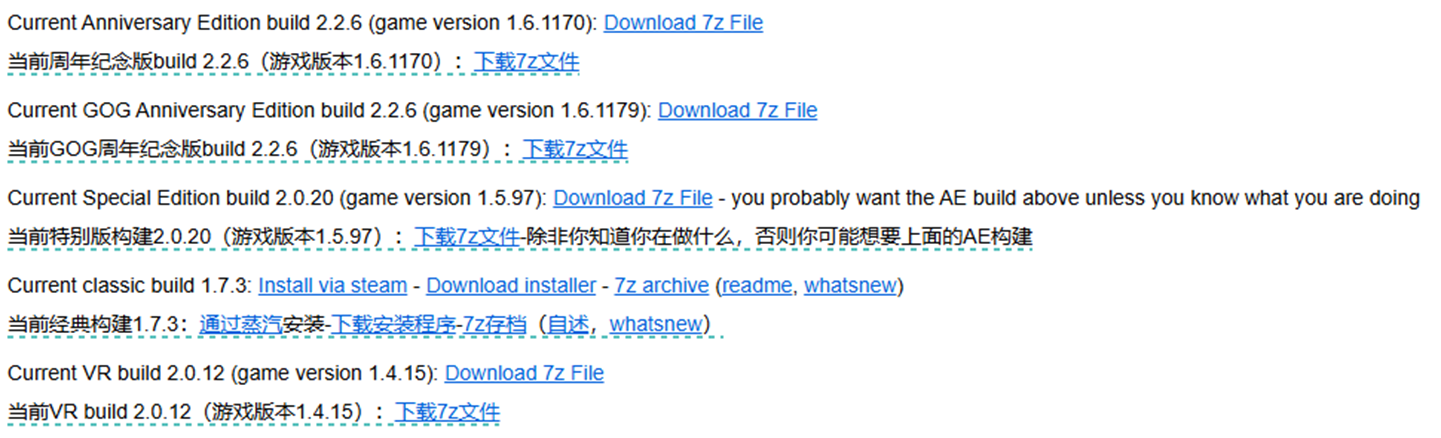 Current Anniversary Edition build 2.2.6 (game version 1.6.1170): Download 7z File
当前周年纪念版build 2.2.6（游戏版本1.6.1170）：下载7z文件
Current GOG Anniversary Edition build 2.2.6 (game version 1.6.1179): Download 7z File
当前GOG周年纪念版build 2.2.6（游戏版本1.6.1179）：下载7z文件
Current Special Edition build 2.0.20 (game version 1.5.97): Download 7z File - you probably want the AE build above unless you know what you are doing
当前特别版构建2.0.20（游戏版本1.5.97）：下载7z文件-除非你知道你在做什么，否则你可能想要上面的AE构建
Current classic build 1.7.3: Install via steam - Download installer - 7z archive (readme, whatsnew)
当前经典构建1.7.3：通过蒸汽安装-下载安装程序-7z存档（自述，whatsnew）
Current VR build 2.0.12 (game version 1.4.15): Download 7z File
当前VR build 2.0.12（游戏版本1.4.15）：下载7z文件